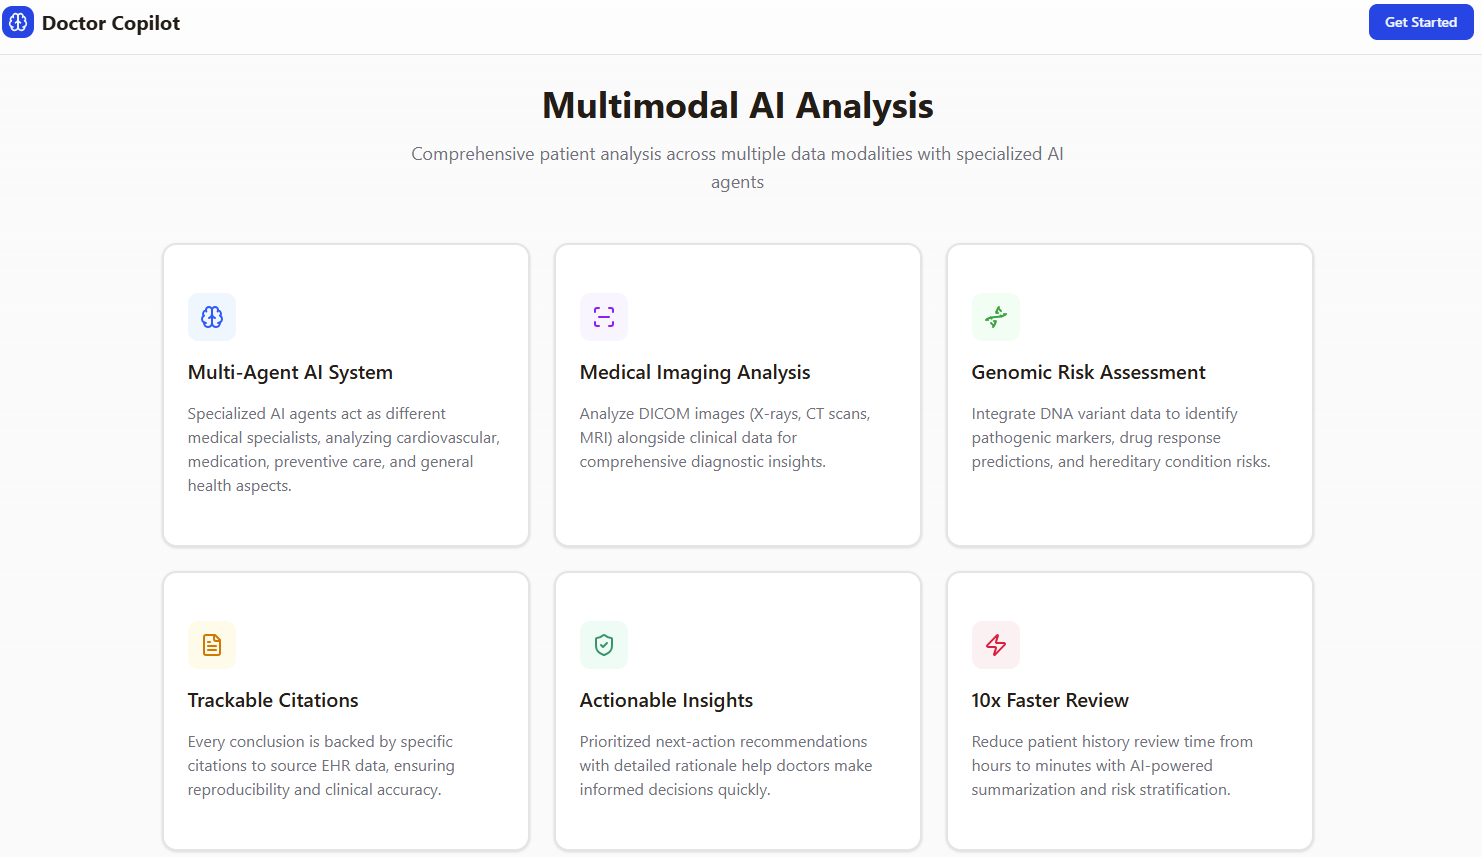 Doctor Copilot
Get Started
Multimodal AI Analysis
Comprehensive patient analysis across multiple data modalities with specialized AI
agents
Multi-Agent AI System
Specialized AI agents act as different
medical specialists, analyzing cardiovascular,
medication, preventive care, and general
health aspects.
Medical Imaging Analysis
Analyze DICOM images (X-rays, CT scans,
MRI) alongside clinical data for
comprehensive diagnostic insights.
Genomic Risk Assessment
Integrate DNA variant data to identify
pathogenic markers, drug response
predictions, and hereditary condition risks.
Trackable Citations
Every conclusion is backed by specific
citations to source EHR data, ensuring
reproducibility and clinical accuracy.
Actionable Insights
Prioritized next-action recommendations
with detailed rationale help doctors make
informed decisions quickly.
10x Faster Review
Reduce patient history review time from
hours to minutes with AI-powered
summarization and risk stratification.